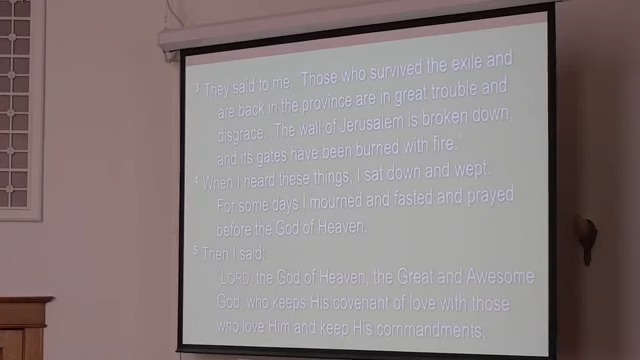 3 They said to me, "Those who survived the exile and
are back in the province are in great trouble and
disgrace. The wall of Jerusalem is broken down,
and its gates have been burned with fire."
4 When I heard these things, I sat down and wept.
For some days I mourned and fasted and prayed
before the God of Heaven.
5 Then I said:
"LORD, the God of Heaven, the Great and Awesome
God, who keeps His covenant of love with those
who love Him and keep His commandments,